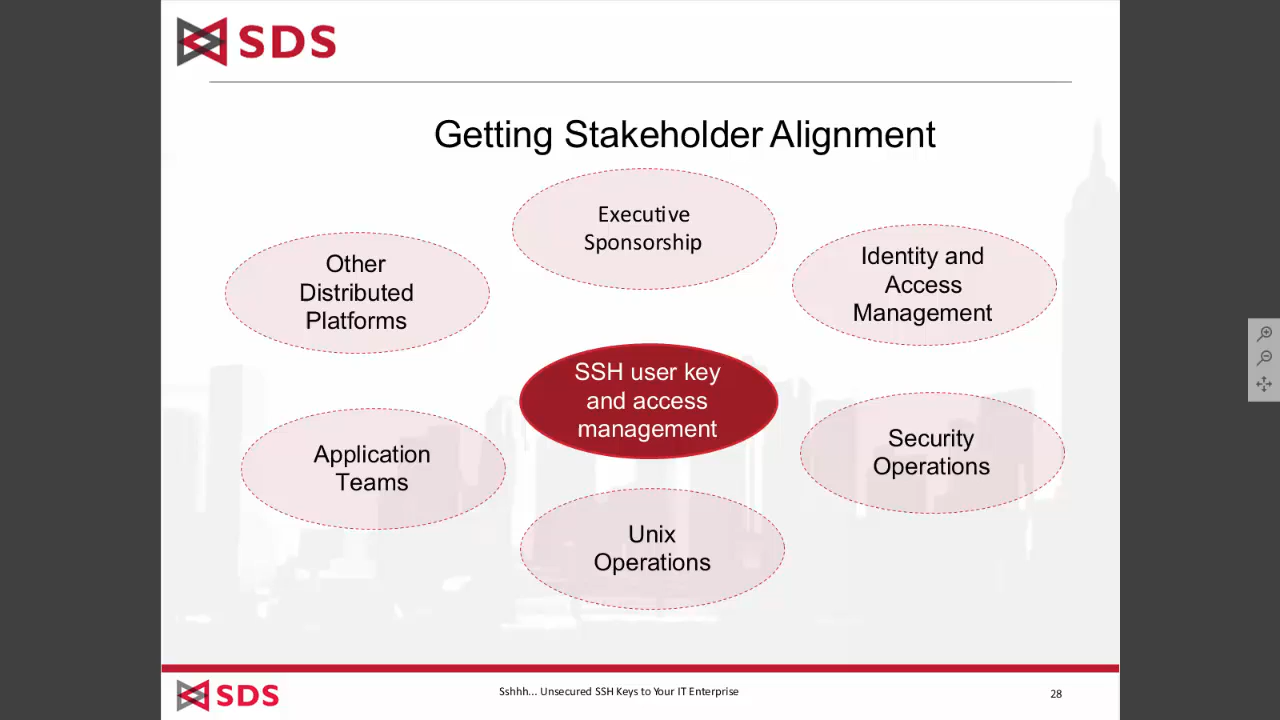 SDS
Getting Stakeholder Alignment
Executive
Sponsorship
Other
Distributed
Platforms
Identity and
Access
Management
SSH user key
and access
management
Application
Teams
Security
Operations
Unix
Operations
SDS
Sshhh... Unsecured SSH Keys to Your IT Enterprise
28